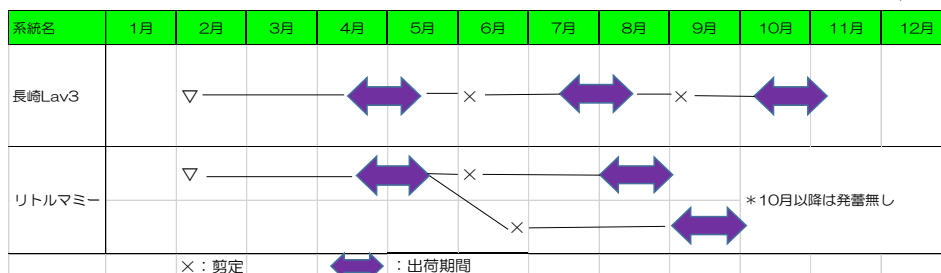 系統名 1月 2月 3月 4月 5月 6月 7月 8月 9月 10月 11月 12月
長崎Lav3 ▽ × ×
リトルマミー ▽ ×
×
＊10月以降は発蕾無し
×：剪定 ：出荷期間